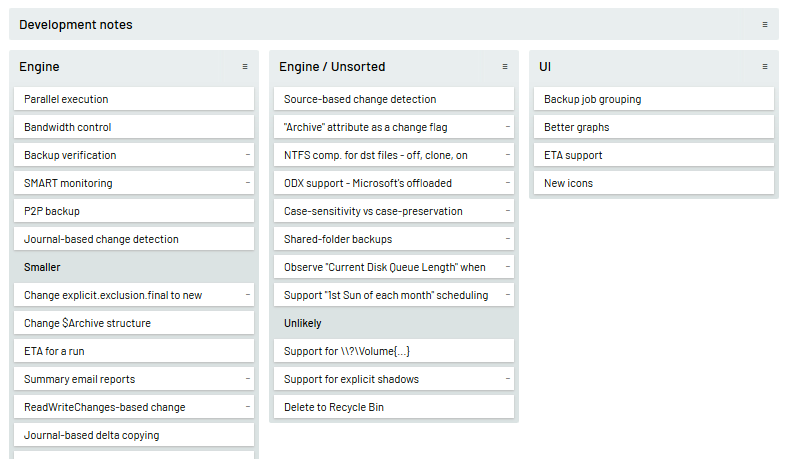 Development notes
≡
Engine
≡
Parallel execution
Bandwidth control
Backup verification
SMART monitoring
P2P backup
Journal-based change detection
Smaller
Change explicit.exclusion.final to new
Change $Archive structure
ETA for a run
Summary email reports
ReadWriteChanges-based change
Journal-based delta copying
Engine / Unsorted
≡
Source-based change detection
"Archive" attribute as a change flag
NTFS comp. for dst files - off, clone, on
ODX support - Microsoft's offloaded
Case-sensitivity vs case-preservation
Shared-folder backups
Observe "Current Disk Queue Length" when
Support "1st Sun of each month" scheduling
Unlikely
Support for \\?\Volume{...}
Support for explicit shadows
Delete to Recycle Bin
UI
≡
Backup job grouping
Better graphs
ETA support
New icons